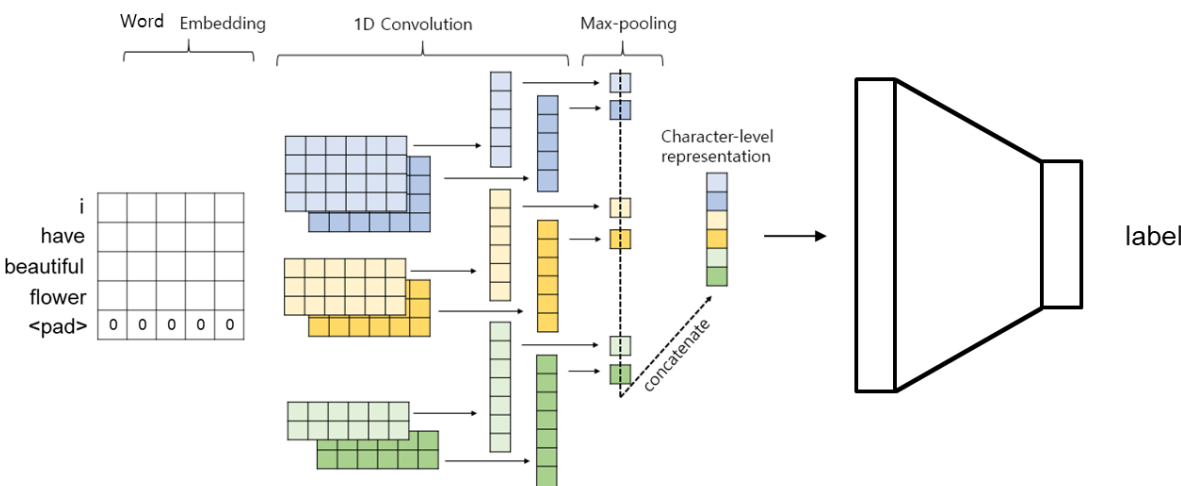 Word Embedding
1D Convolution
Max-pooling
Character-level
representation
i
have
beautiful
flower
<pad> 0 0 0 0 0
concatenate
label